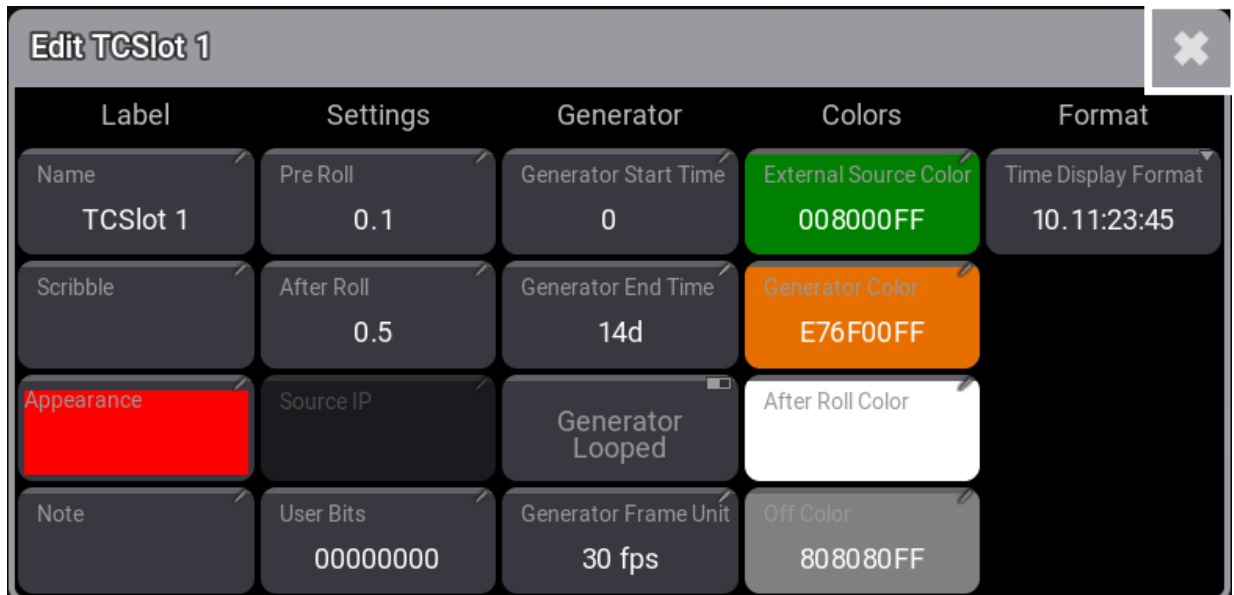 Edit TCSlot 1
Label Settings Generator Colors Format
Name Pre Roll Generator Start Time External Source Color Time Display Format
TCSlot 1 0.1 0 008000FF 10.11:23:45
Scribble After Roll Generator End Time Generator Color
0.5 14d E76F00FF
Appearance Source IP Generator Looped After Roll Color
Note User Bits Generator Frame Unit Off Color
00000000 30 fps 808080FF